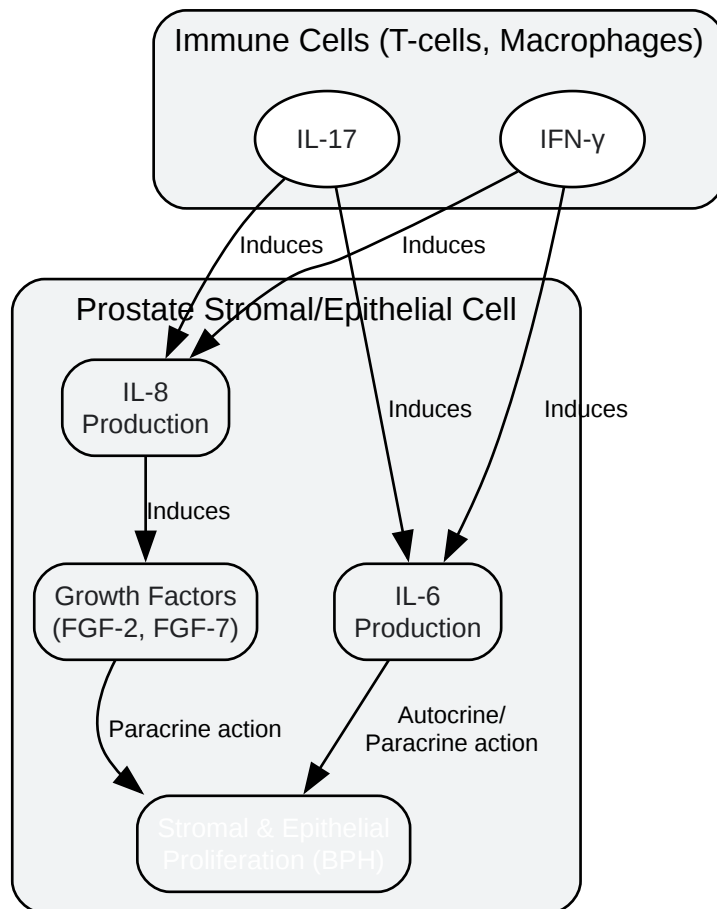 Immune Cells (T-cells, Macrophages)
IL-17
IFN-γ
Induces
Induces
Prostate Stromal/Epithelial Cell
IL-8
Production
Induces
Induces
Induces
Growth Factors
(FGF-2, FGF-7)
IL-6
Production
Paracrine action
Autocrine/
Paracrine action
Stromal & Epithelial
Proliferation (BPH)